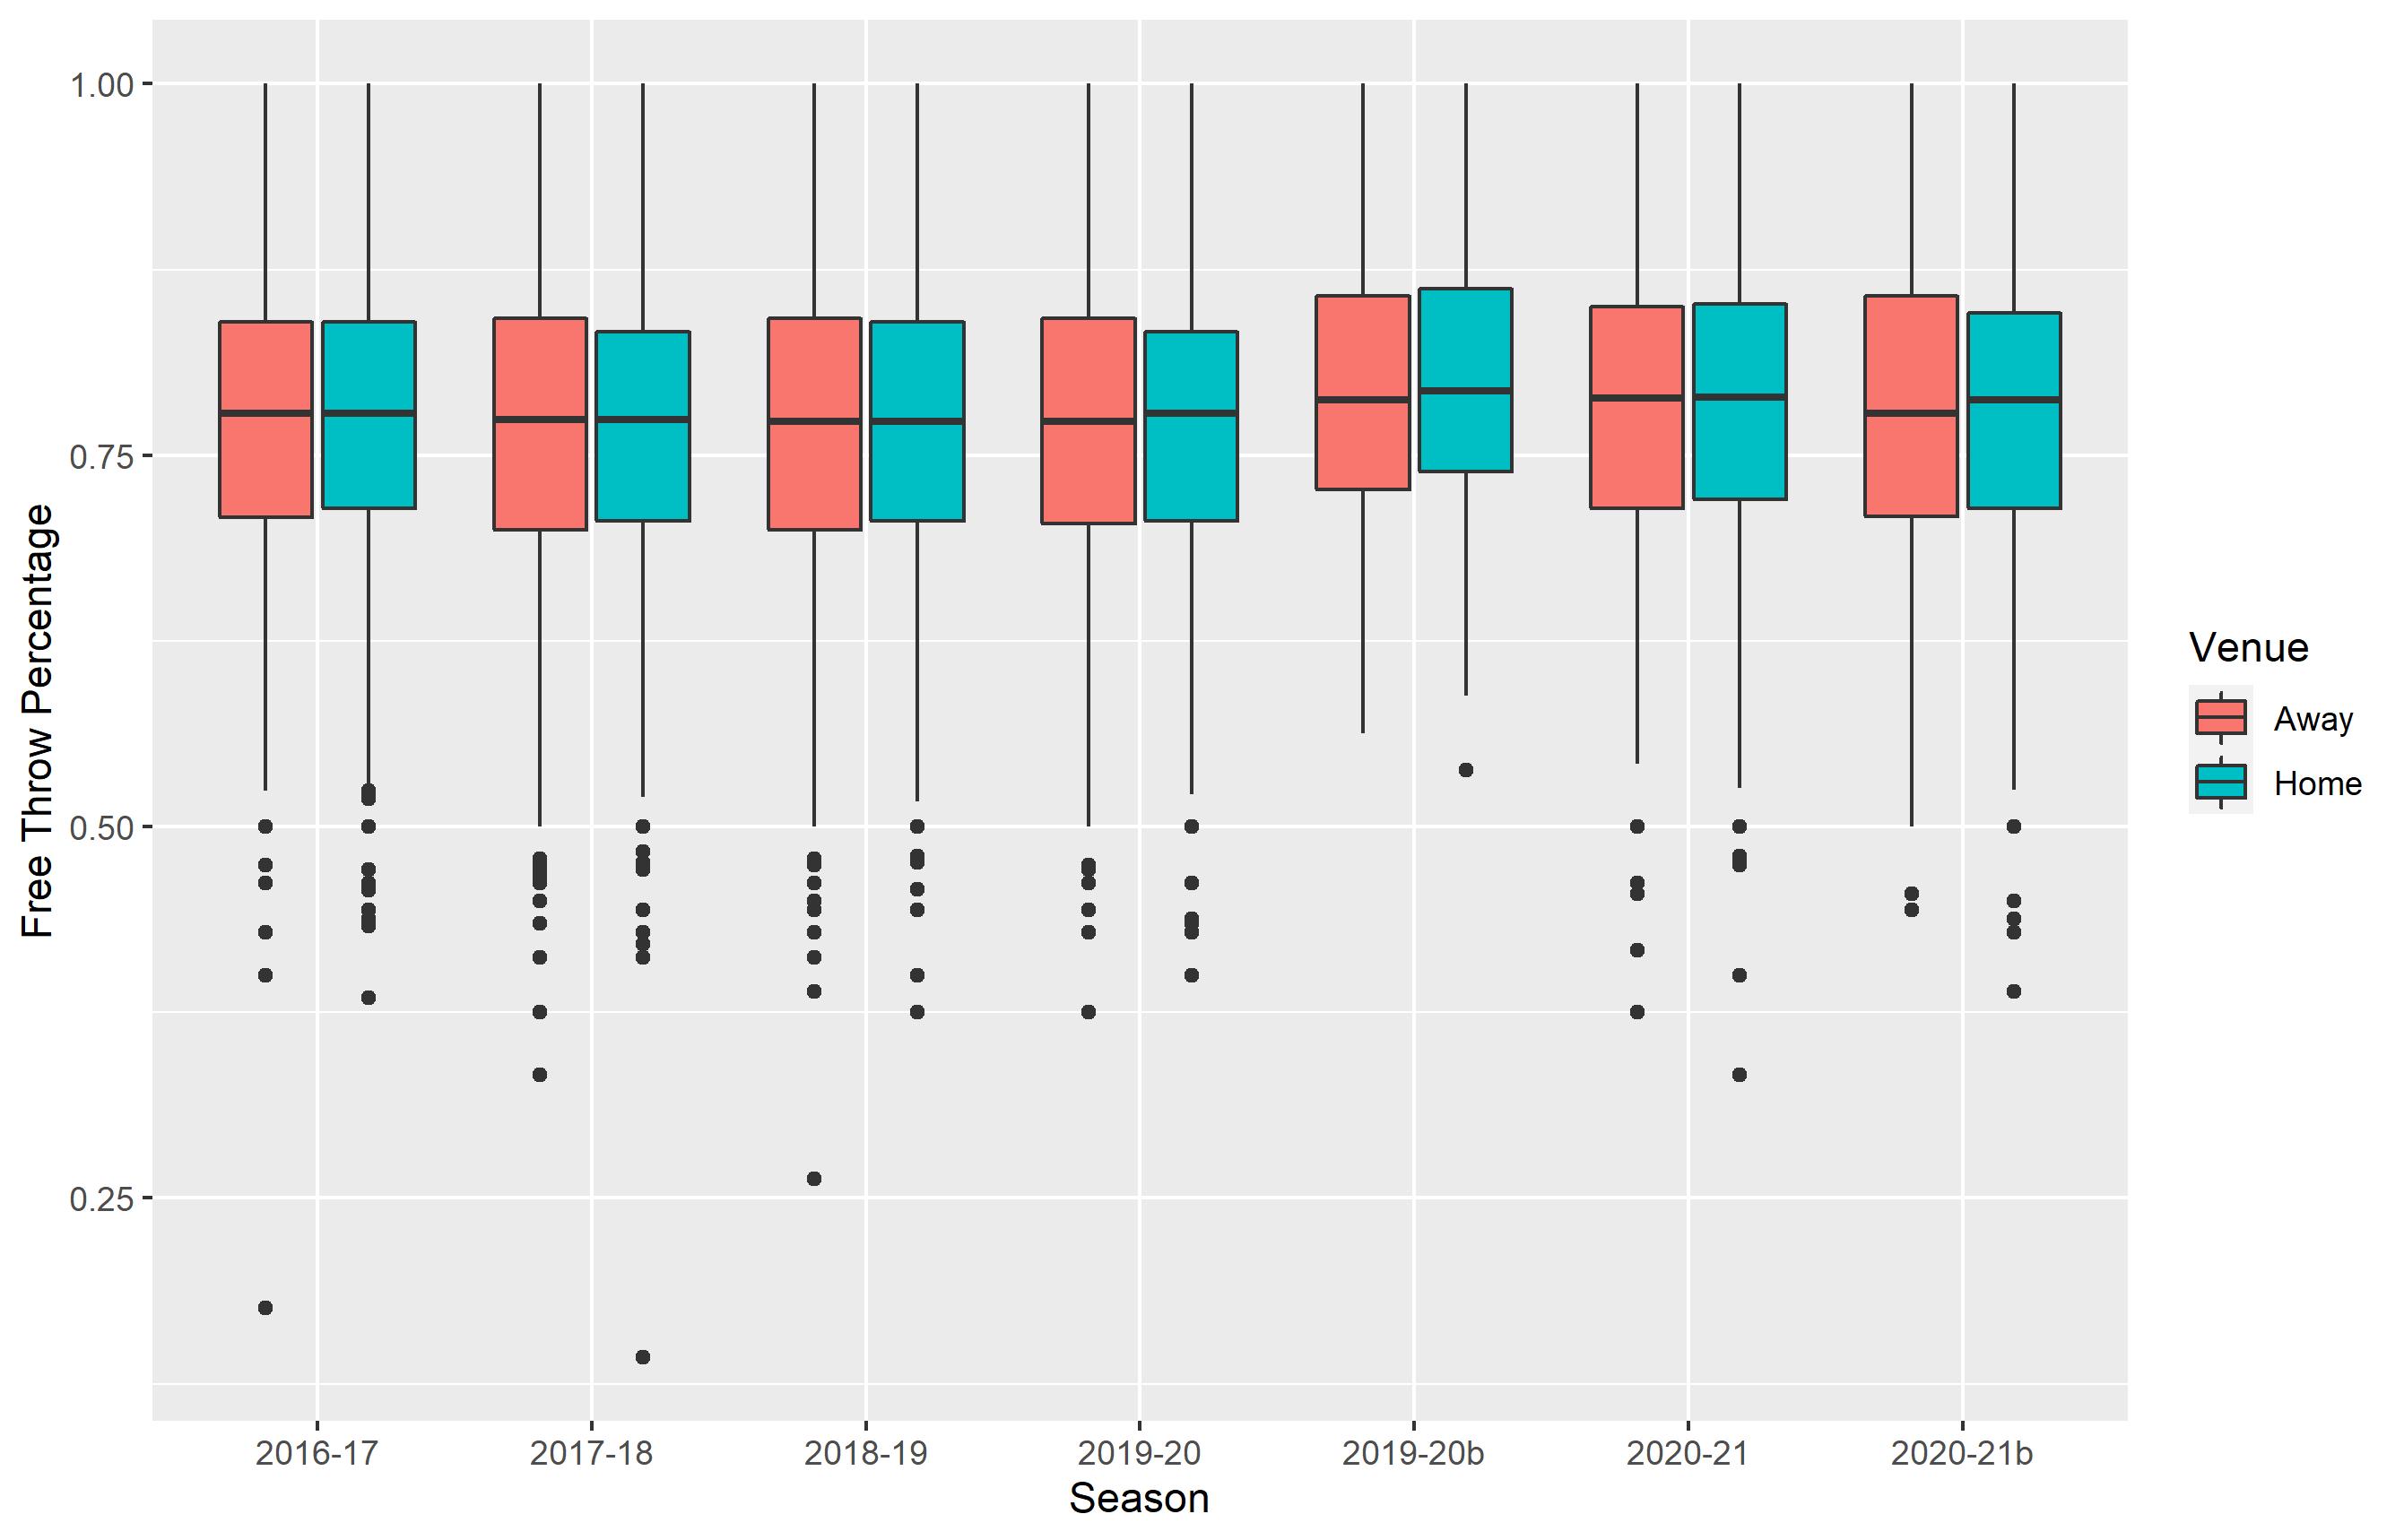 Free Throw Percentage
1.00
0.75
0.50
0.25
2016-17
2017-18
2018-19
2019-20
2019-20b
2020-21
2020-21b
Season
Venue
Away
Home